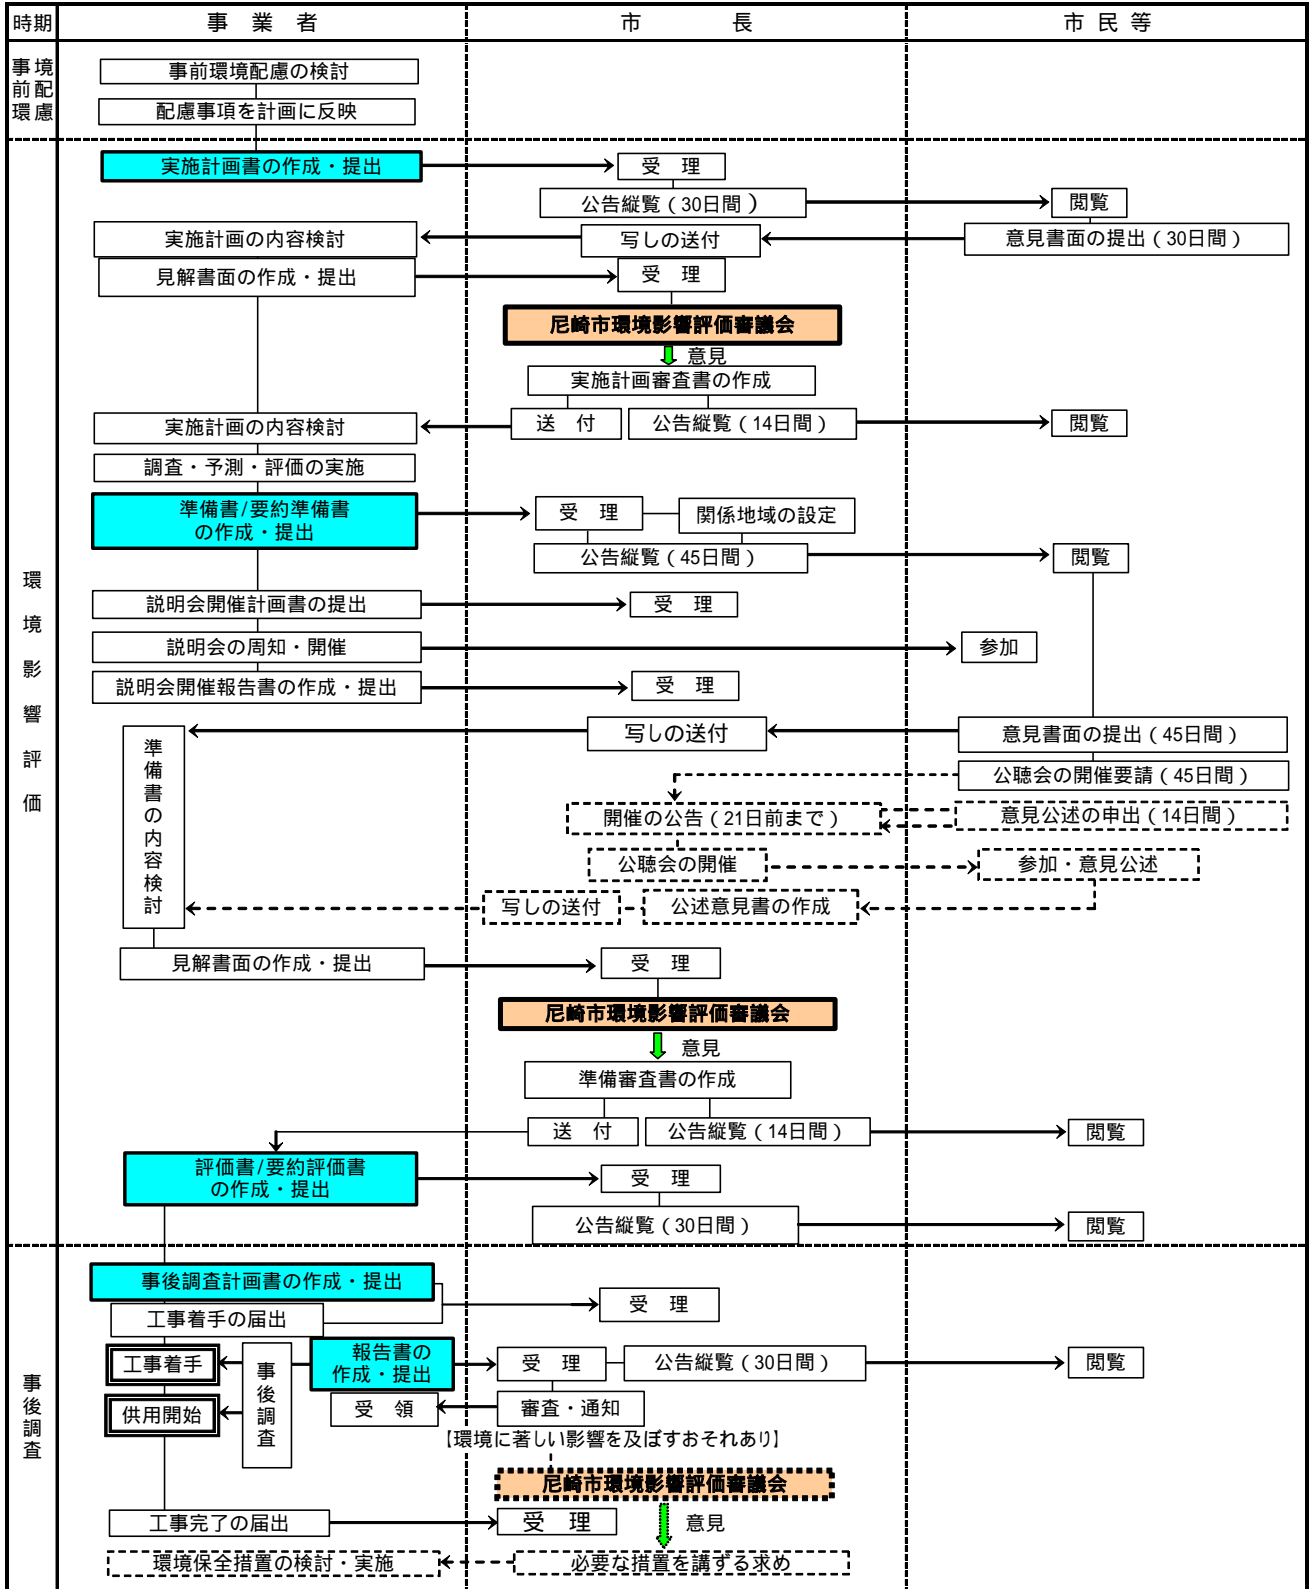 時期
事　業　者
市　　　　長
市 民 等
事 境
前 配
環 慮
事前環境配慮の検討
配慮事項を計画に反映
環境影響評価
実施計画書の作成・提出
受　理
公告縦覧（30日間）
閲覧
実施計画の内容検討
写しの送付
意見書面の提出（30日間）
見解書面の作成・提出
受　理
尼崎市環境影響評価審議会
意見
実施計画審査書の作成
実施計画の内容検討
送　付
公告縦覧（14日間）
閲覧
調査・予測・評価の実施
準備書/要約準備書
の作成・提出
受　理
関係地域の設定
公告縦覧（45日間）
閲覧
説明会開催計画書の提出
受　理
説明会の周知・開催
参加
説明会開催報告書の作成・提出
受　理
準備書の内容検討
写しの送付
意見書面の提出（45日間）
公聴会の開催要請（45日間）
開催の公告（21日前まで）
意見公述の申出（14日間）
公聴会の開催
参加・意見公述
写しの送付
公述意見書の作成
見解書面の作成・提出
受　理
尼崎市環境影響評価審議会
意見
準備審査書の作成
送　付
公告縦覧（14日間）
閲覧
評価書/要約評価書
の作成・提出
受　理
公告縦覧（30日間）
閲覧
事後調査
事後調査計画書の作成・提出
工事着手の届出
受　理
工事着手
事後調査
報告書の
作成・提出
受　理
公告縦覧（30日間）
閲覧
供用開始
受　領
審査・通知
【環境に著しい影響を及ぼすおそれあり】
尼崎市環境影響評価審議会
工事完了の届出
受　理
意見
環境保全措置の検討・実施
必要な措置を講ずる求め